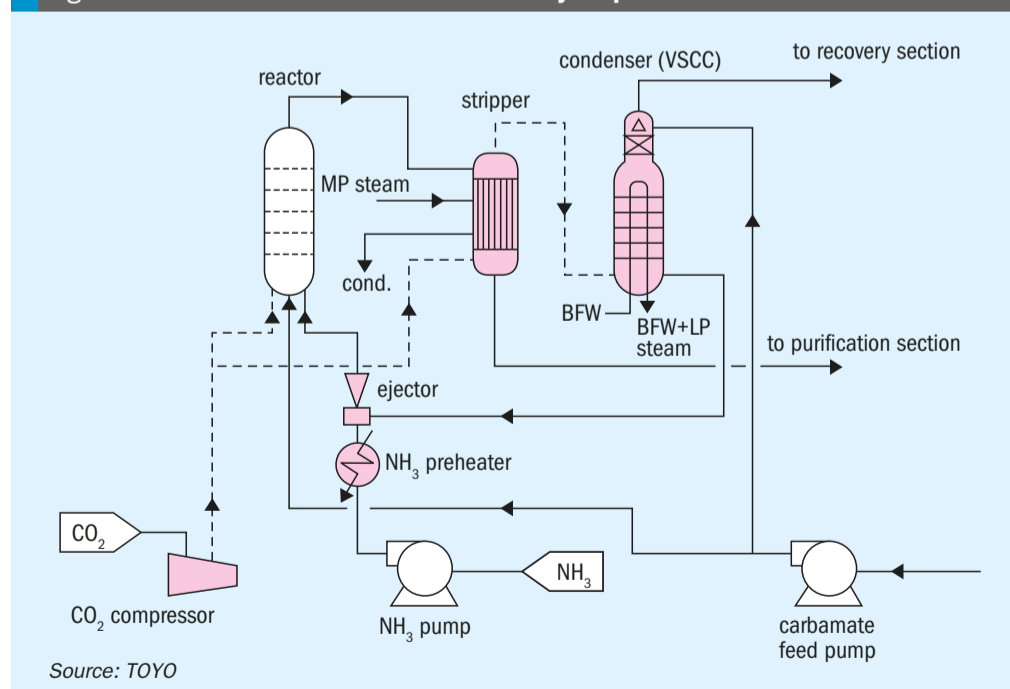 to recovery section
condenser (VSCC)
reactor
stripper
MP steam
cond.
BFW
BFW+LP
steam
to purification section
ejector
NH3 preheater
CO2
NH3
CO2 compressor
NH3 pump
carbamate
feed pump
Source: TOYO